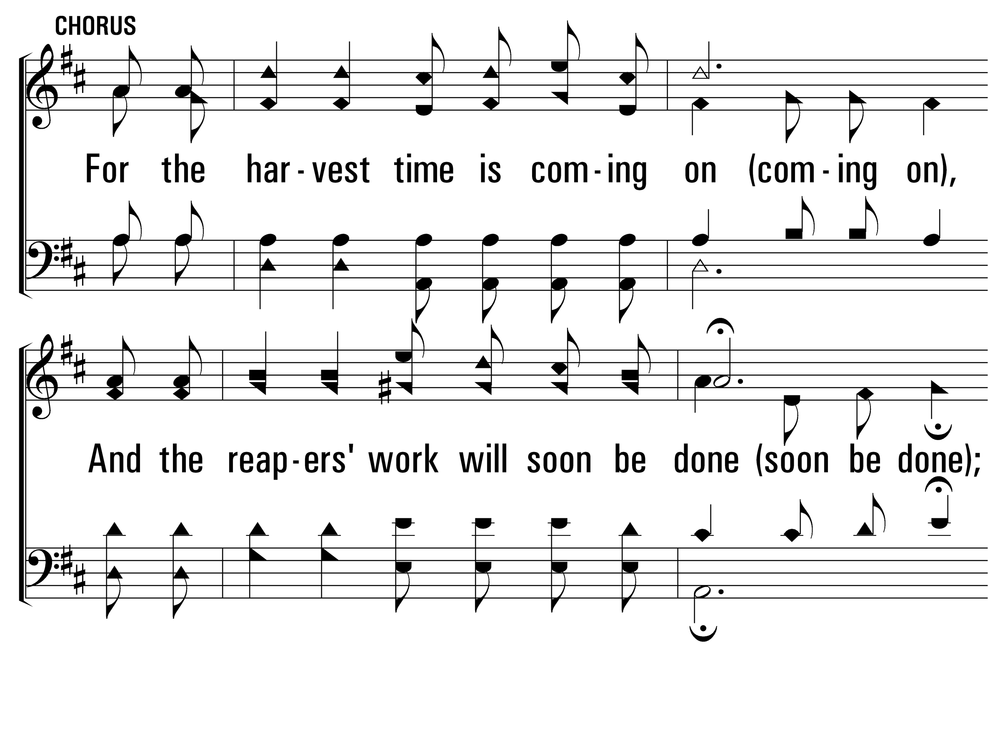 CHORUS
For the har-vest time is com-ing on (com-ing on),
And the reap-ers' work will soon be done (soon be done);